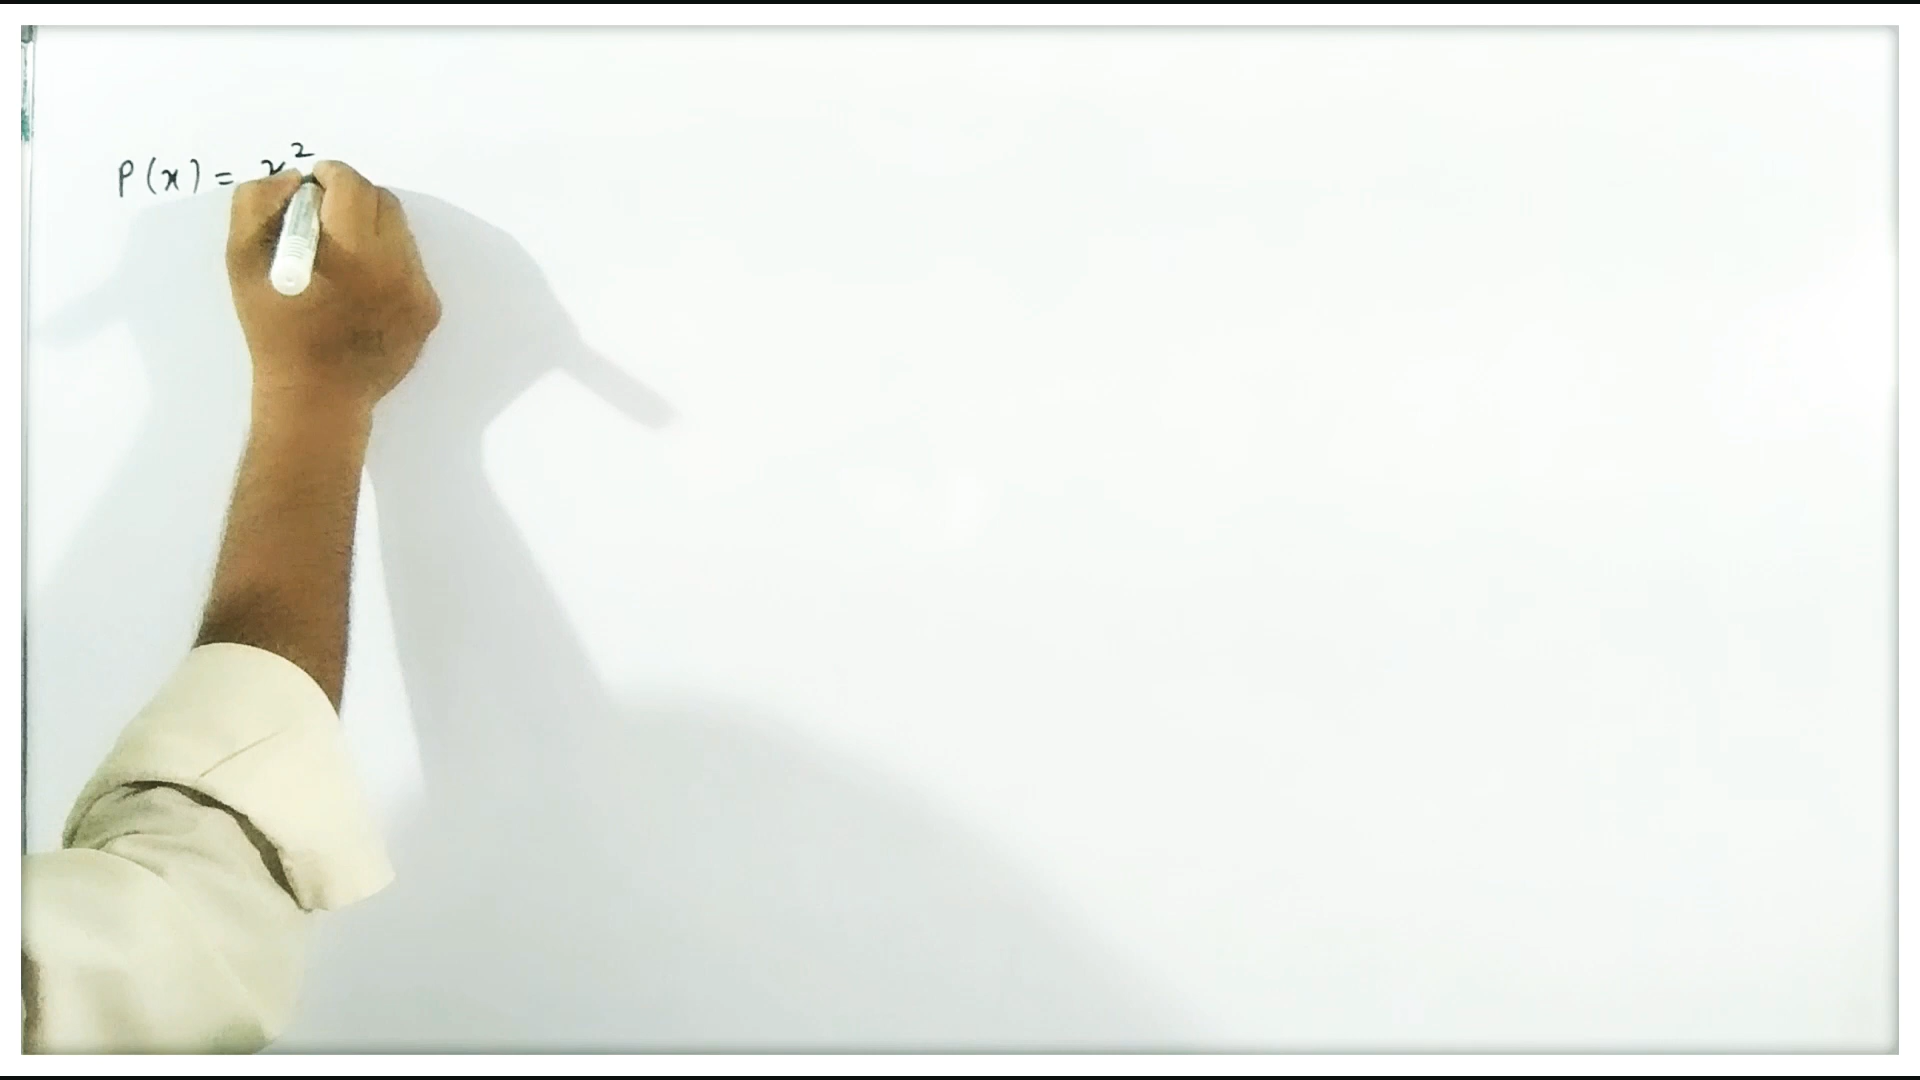 P(x) = x²